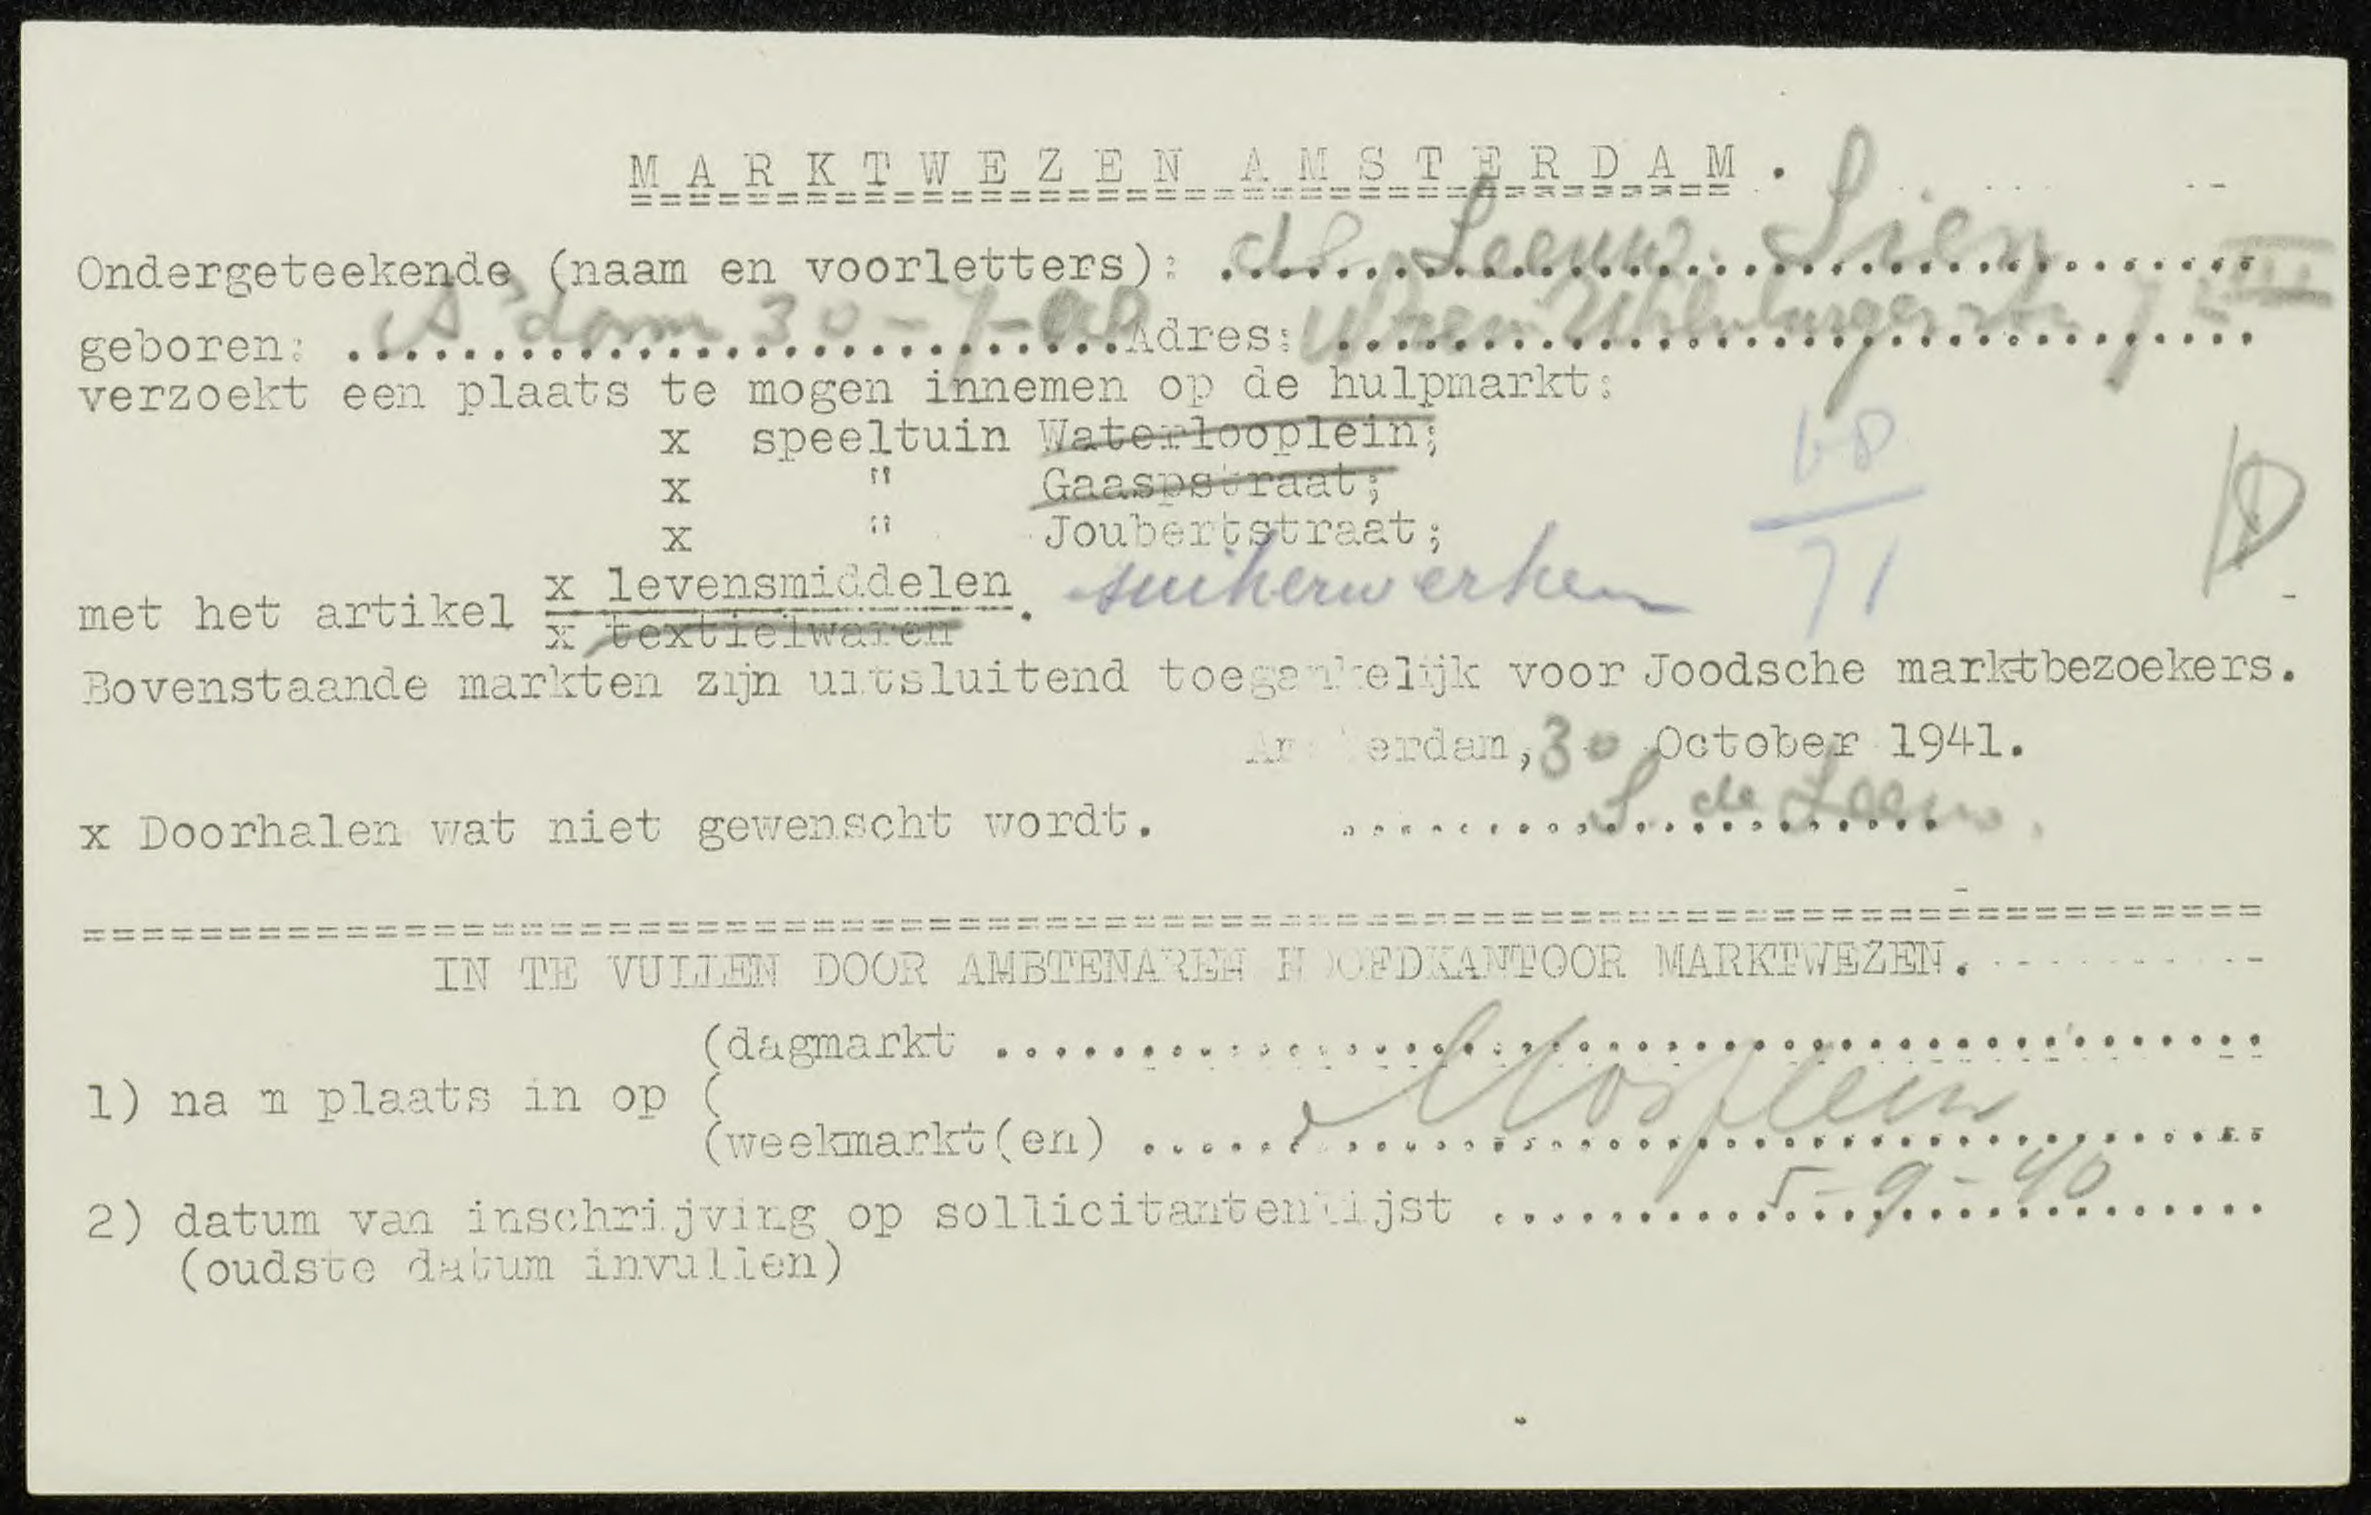 MARKTWEZEN AMSTERDAM.
Ondergeteekende (naam en voorletters): de Leeuw. Sien
geboren: A'dam 30-7- Adres: Uilenburgerstr
verzoekt een plaats te mogen innemen op de hulpmarkt:
x speeltuin Waterlooplein;
x " Gaaspstraat;
x " Joubertstraat;
68
71
met het artikel x levensmiddelen. suikerwerken
x textielwaren
Bovenstaande markten zijn uitsluitend toegankelijk voor Joodsche marktbezoekers.
Amsterdam, 30 October 1941.
x Doorhalen wat niet gewenscht wordt. S. de Leeuw.
IN TE VULLEN DOOR AMBTENAREN HOOFDKANTOOR MARKTWEZEN.
(dagmarkt
1) na m plaats in op (
(weekmarkt(en) Mosplein
2) datum van inschrijving op sollicitantenlijst 5-9-40
(oudste datum invullen)